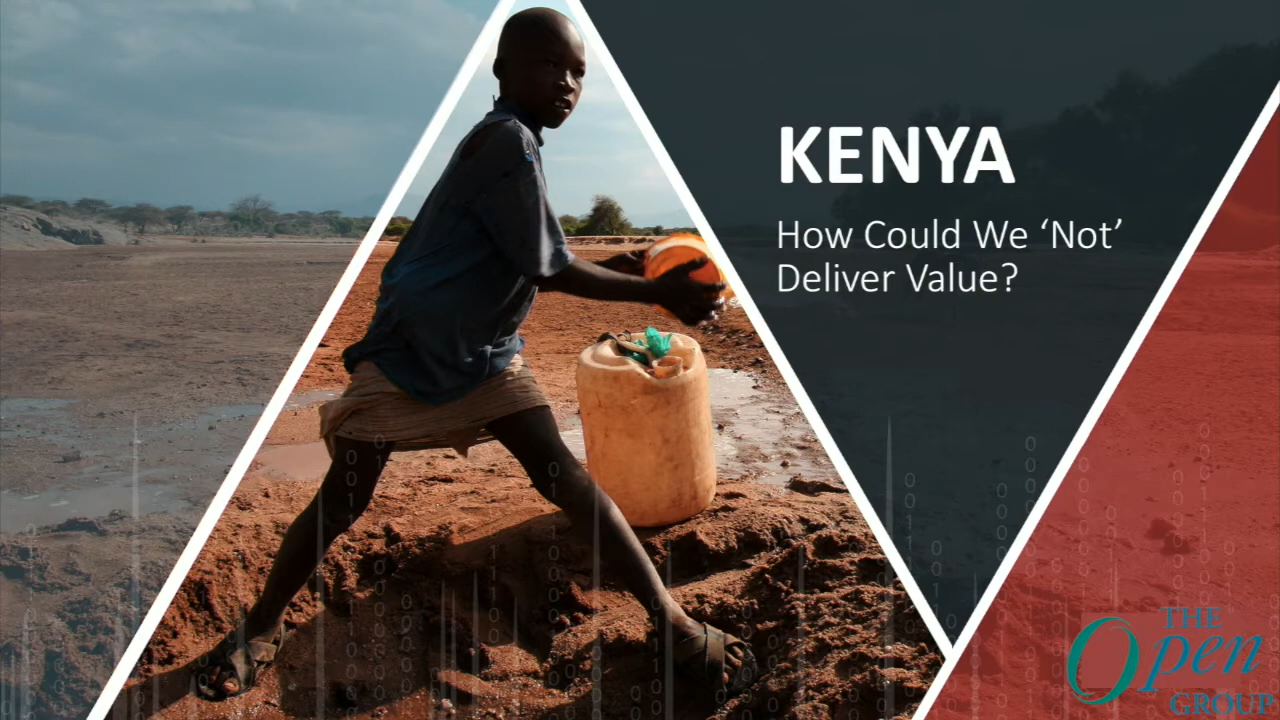 KENYA
How Could We ‘Not’
Deliver Value?
THE
Open
GROUP